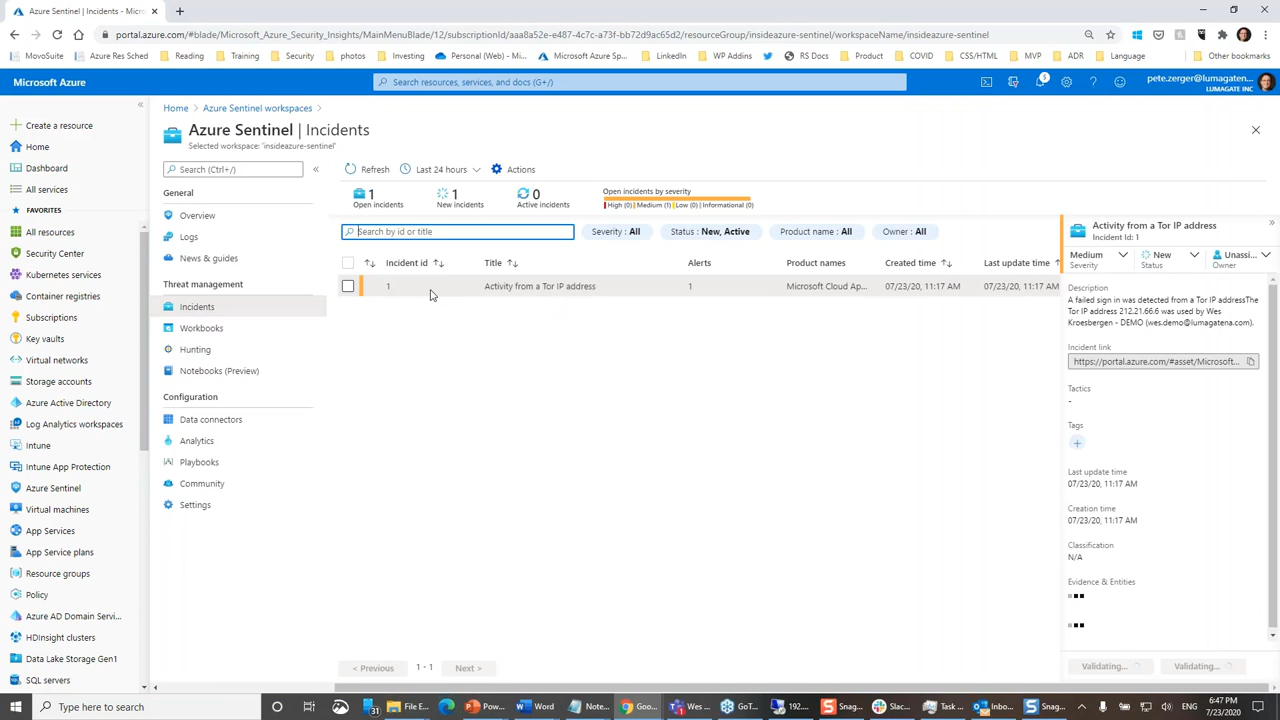 Azure Sentinel | Incidents - Micr
portal.azure.com/#blade/Microsoft_Azure_Security_Insights/MainMenuBlade/12/subscriptionId/aaa8a52e-e487-4c7c-a73f-bb72d9ac65d2/resourceGroup/insideazure-sentinel/workspaceName/insideazure-sentinel
MovoSuite Azure Res Sched Reading Training Security photos Investing Personal (Web) - Mi... Microsoft Azure Sp... LinkedIn WP Addins RS Docs Product COVID CSS/HTML MVP ADR Language Other bookmarks
Microsoft Azure
Search resources, services, and docs (G+/)
5
pete.zerger@lumagaten...
LUMAGATE INC
Create a resource
Home
Dashboard
All services
FAVORITES
All resources
Security Center
Kubernetes services
Container registries
Subscriptions
Key vaults
Virtual networks
Storage accounts
Azure Active Directory
Log Analytics workspaces
Intune
Intune App Protection
Azure Sentinel
Virtual machines
App Services
App Service plans
Resource groups
Policy
Azure AD Domain Servi...
HDInsight clusters
Data Lake Storage Gen1
SQL servers
Home > Azure Sentinel workspaces >
Azure Sentinel | Incidents
Selected workspace: 'insideazure-sentinel'
Search (Ctrl+/)
General
Overview
Logs
News & guides
Threat management
Incidents
Workbooks
Hunting
Notebooks (Preview)
Configuration
Data connectors
Analytics
Playbooks
Community
Settings
Refresh Last 24 hours Actions
1 Open incidents
1 New incidents
0 Active incidents
Open incidents by severity
High (0) Medium (1) Low (0) Informational (0)
Search by id or title
Severity : All Status : New, Active Product name : All Owner : All
Incident id Title Alerts Product names Created time Last update time
1 Activity from a Tor IP address 1 Microsoft Cloud Ap... 07/23/20, 11:17 AM 07/23/20, 11:17 AM
< Previous 1 - 1 Next >
Activity from a Tor IP address
Incident Id: 1
Medium New Unassi...
Severity Status Owner
Description
A failed sign in was detected from a Tor IP addressThe
Tor IP address 212.21.66.6 was used by Wes
Kroesbergen - DEMO (wes.demo@lumagatena.com).
Incident link
https://portal.azure.com/#asset/Microsoft...
Tactics
-
Tags
Last update time
07/23/20, 11:17 AM
Creation time
07/23/20, 11:17 AM
Classification
N/A
Evidence & Entities
Validating... Validating...
Type here to search
31 File E... Pow... Word Note... Goo... Wes ... GoT... 192.... Snag... Slac... Task ... Inbo... Snag...
6:47 PM
7/23/2020